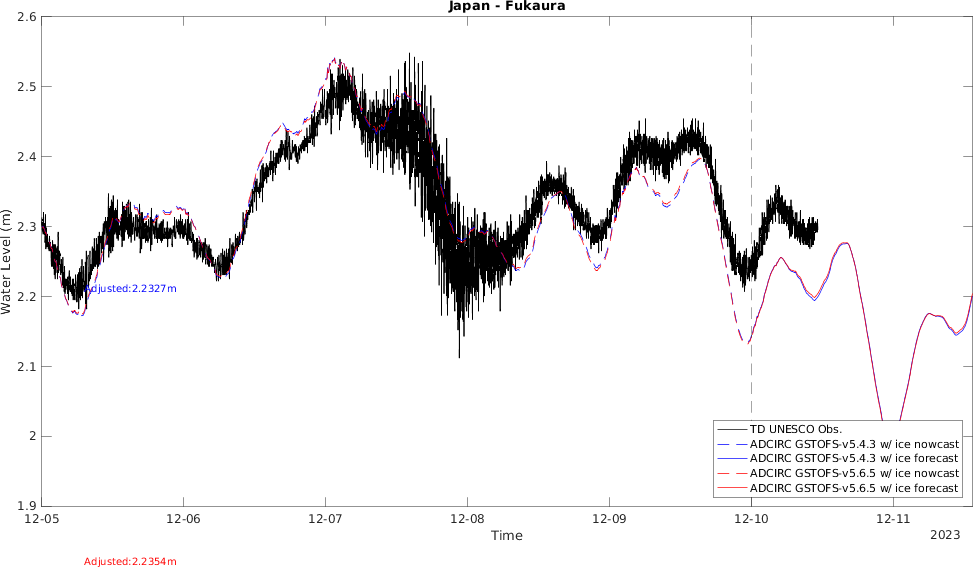 Japan - Fukaura
2.6
2.5
2.4
2.3
2.2
2.1
2
1.9
Water Level (m)
Adjusted:2.2327m
TD UNESCO Obs.
ADCIRC GSTOFS-v5.4.3 w/ ice nowcast
ADCIRC GSTOFS-v5.4.3 w/ ice forecast
ADCIRC GSTOFS-v5.6.5 w/ ice nowcast
ADCIRC GSTOFS-v5.6.5 w/ ice forecast
12-05 12-06 12-07 12-08 12-09 12-10 12-11
Time
2023
Adjusted:2.2354m